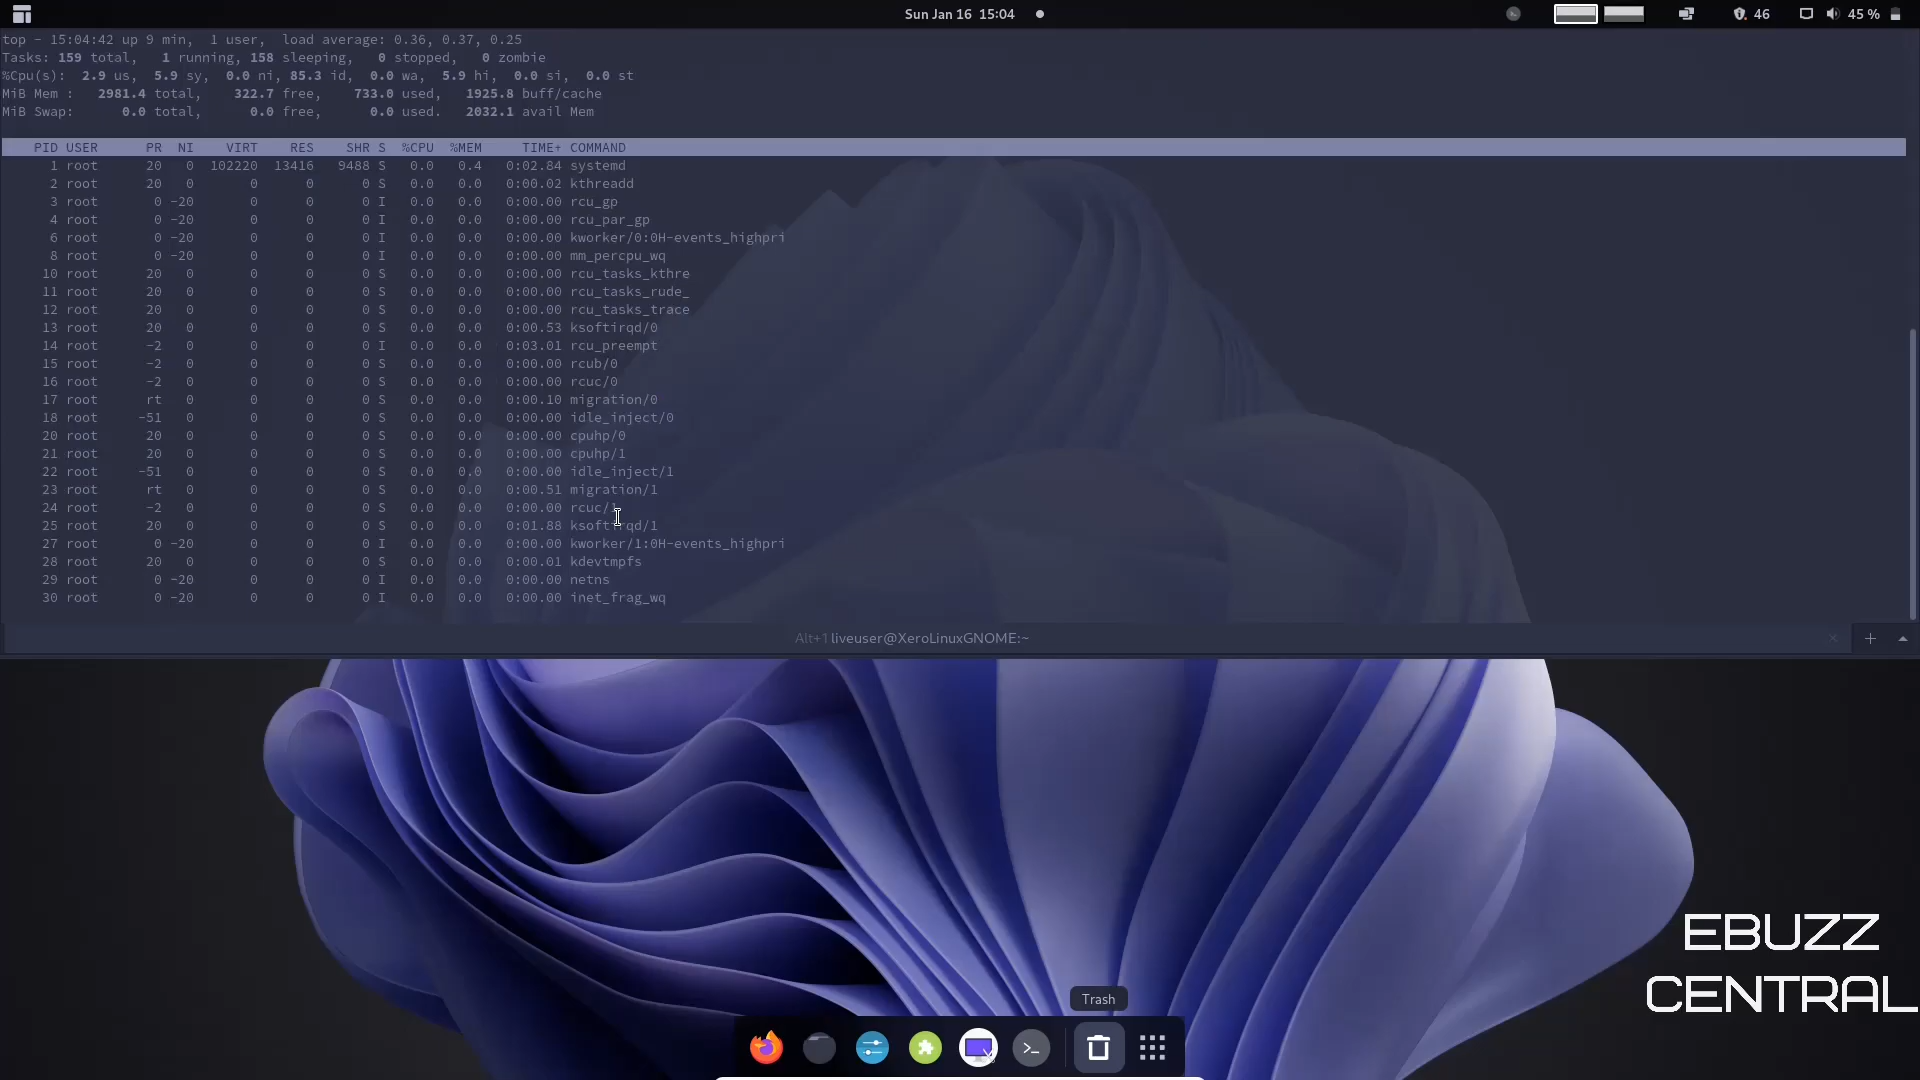 Sun Jan 16 15:04
46
45 %
top - 15:04:42 up 9 min, 1 user, load average: 0.36, 0.37, 0.25
Tasks: 159 total, 1 running, 158 sleeping, 0 stopped, 0 zombie
%Cpu(s): 2.9 us, 5.9 sy, 0.0 ni, 85.3 id, 0.0 wa, 5.9 hi, 0.0 si, 0.0 st
MiB Mem : 2981.4 total, 322.7 free, 733.0 used, 1925.8 buff/cache
MiB Swap: 0.0 total, 0.0 free, 0.0 used. 2032.1 avail Mem
PID USER PR NI VIRT RES SHR S %CPU %MEM TIME+ COMMAND
1 root 20 0 102220 13416 9488 S 0.0 0.4 0:02.84 systemd
2 root 20 0 0 0 0 S 0.0 0.0 0:00.02 kthreadd
3 root 0 -20 0 0 0 I 0.0 0.0 0:00.00 rcu_gp
4 root 0 -20 0 0 0 I 0.0 0.0 0:00.00 rcu_par_gp
6 root 0 -20 0 0 0 I 0.0 0.0 0:00.00 kworker/0:0H-events_highpri
8 root 0 -20 0 0 0 I 0.0 0.0 0:00.00 mm_percpu_wq
10 root 20 0 0 0 0 S 0.0 0.0 0:00.00 rcu_tasks_kthre
11 root 20 0 0 0 0 S 0.0 0.0 0:00.00 rcu_tasks_rude_
12 root 20 0 0 0 0 S 0.0 0.0 0:00.00 rcu_tasks_trace
13 root 20 0 0 0 0 S 0.0 0.0 0:00.53 ksoftirqd/0
14 root -2 0 0 0 0 I 0.0 0.0 0:03.01 rcu_preempt
15 root -2 0 0 0 0 S 0.0 0.0 0:00.00 rcub/0
16 root -2 0 0 0 0 S 0.0 0.0 0:00.00 rcuc/0
17 root rt 0 0 0 0 S 0.0 0.0 0:00.10 migration/0
18 root -51 0 0 0 0 S 0.0 0.0 0:00.00 idle_inject/0
20 root 20 0 0 0 0 S 0.0 0.0 0:00.00 cpuhp/0
21 root 20 0 0 0 0 S 0.0 0.0 0:00.00 cpuhp/1
22 root -51 0 0 0 0 S 0.0 0.0 0:00.00 idle_inject/1
23 root rt 0 0 0 0 S 0.0 0.0 0:00.51 migration/1
24 root -2 0 0 0 0 S 0.0 0.0 0:00.00 rcuc/1
25 root 20 0 0 0 0 S 0.0 0.0 0:01.88 ksoftirqd/1
27 root 0 -20 0 0 0 I 0.0 0.0 0:00.00 kworker/1:0H-events_highpri
28 root 20 0 0 0 0 S 0.0 0.0 0:00.01 kdevtmpfs
29 root 0 -20 0 0 0 I 0.0 0.0 0:00.00 netns
30 root 0 -20 0 0 0 I 0.0 0.0 0:00.00 inet_frag_wq
Alt+1 liveuser@XeroLinuxGNOME:~
EBUZZ
CENTRAL
Trash